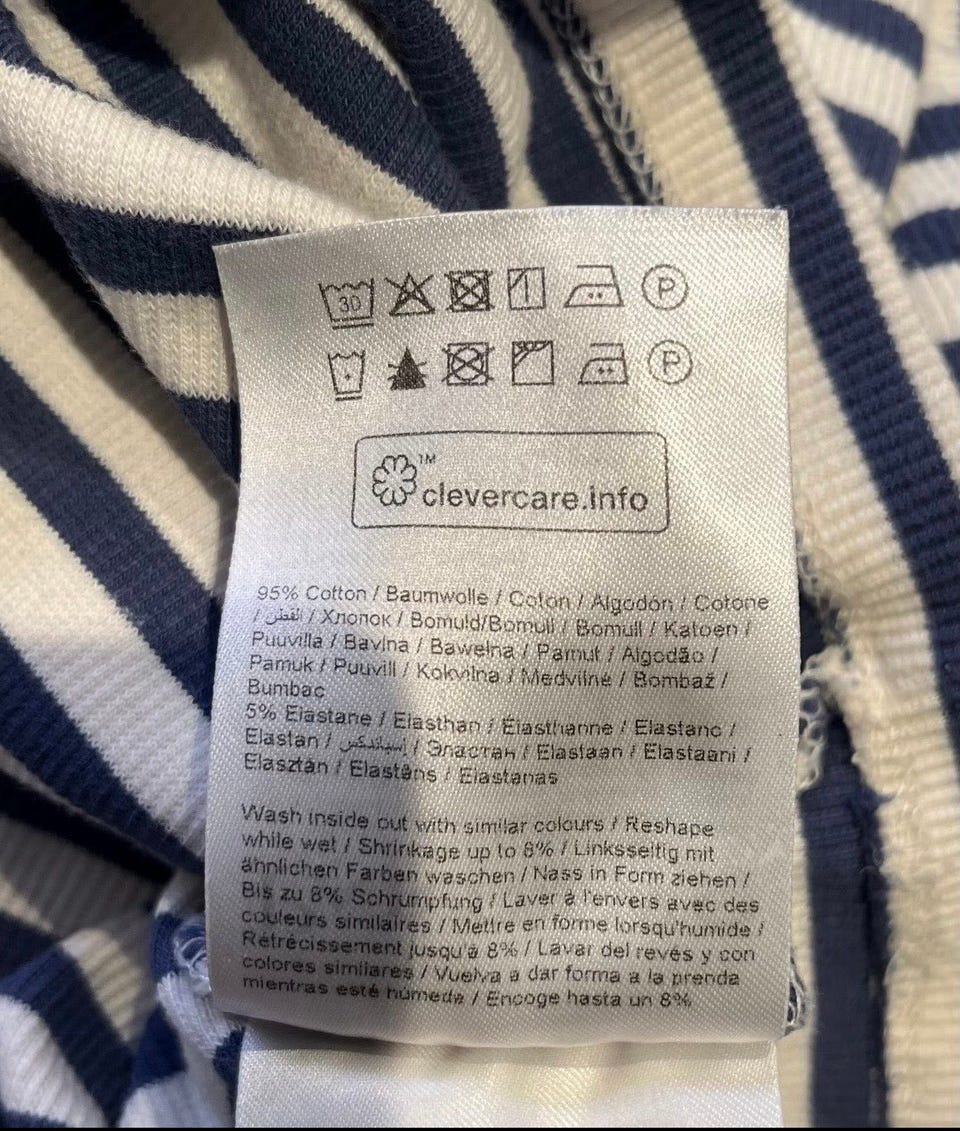 30 P
P
TM
clevercare.info
95% Cotton / Baumwolle / Coton / Algodón / Cotone
/ القطن / Хлопок / Bomuld/Bomull / Bomull / Katoen /
Puuvilla / Bavlna / Bawełna / Pamut / Algodão /
Pamuk / Puuvill / Kokvilna / Medvilnė / Bombaž /
Bumbac
5% Elastane / Elasthan / Élasthanne / Elastano /
Elastan / إسباندكس / Эластан / Elastaan / Elastaani /
Elasztán / Elastāns / Elastanas
Wash inside out with similar colours / Reshape
while wet / Shrinkage up to 8% / Linksseitig mit
ähnlichen Farben waschen / Nass in Form ziehen /
Bis zu 8% Schrumpfung / Laver à l'envers avec des
couleurs similaires / Mettre en forme lorsqu'humide /
Rétrécissement jusqu'à 8% / Lavar del revés y con
colores similares / Vuelva a dar forma a la prenda
mientras esté húmeda / Encoge hasta un 8%